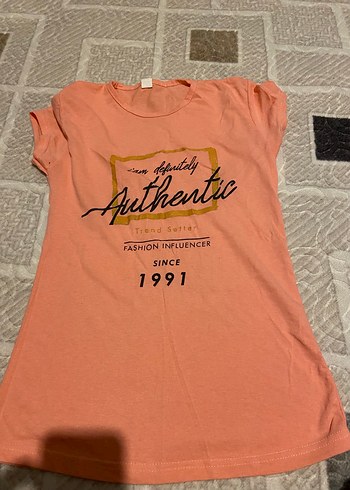 I am definitely
Authentic
Trend Setter
FASHION INFLUENCER
SINCE
1991